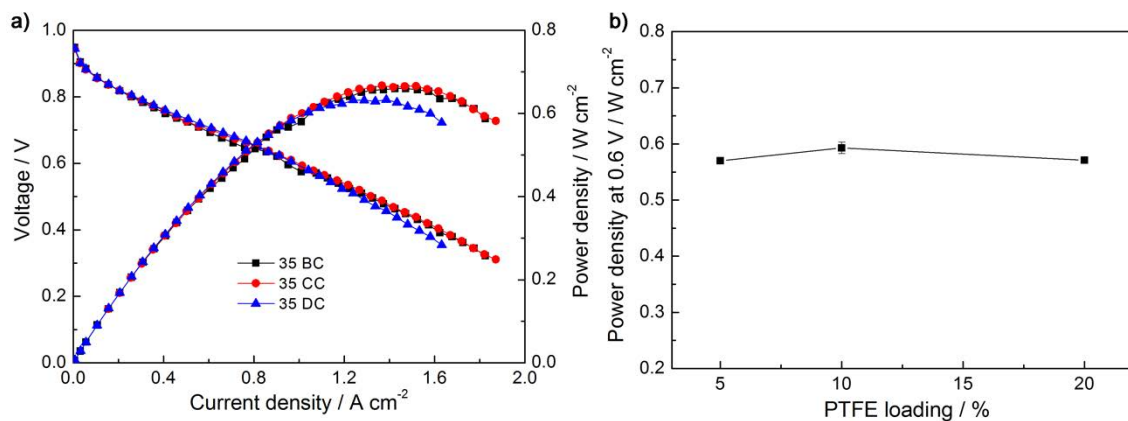 a)
Voltage / V
1.0
0.8
0.6
0.4
0.2
0.0
0.0 0.4 0.8 1.2 1.6 2.0
Current density / A cm-2
35 BC
35 CC
35 DC
0.8
0.6
0.4
0.2
0.0
Power density / W cm-2
b)
Power density at 0.6 V / W cm-2
0.8
0.7
0.6
0.5
0.4
0.3
0.2
5 10 15 20
PTFE loading / %